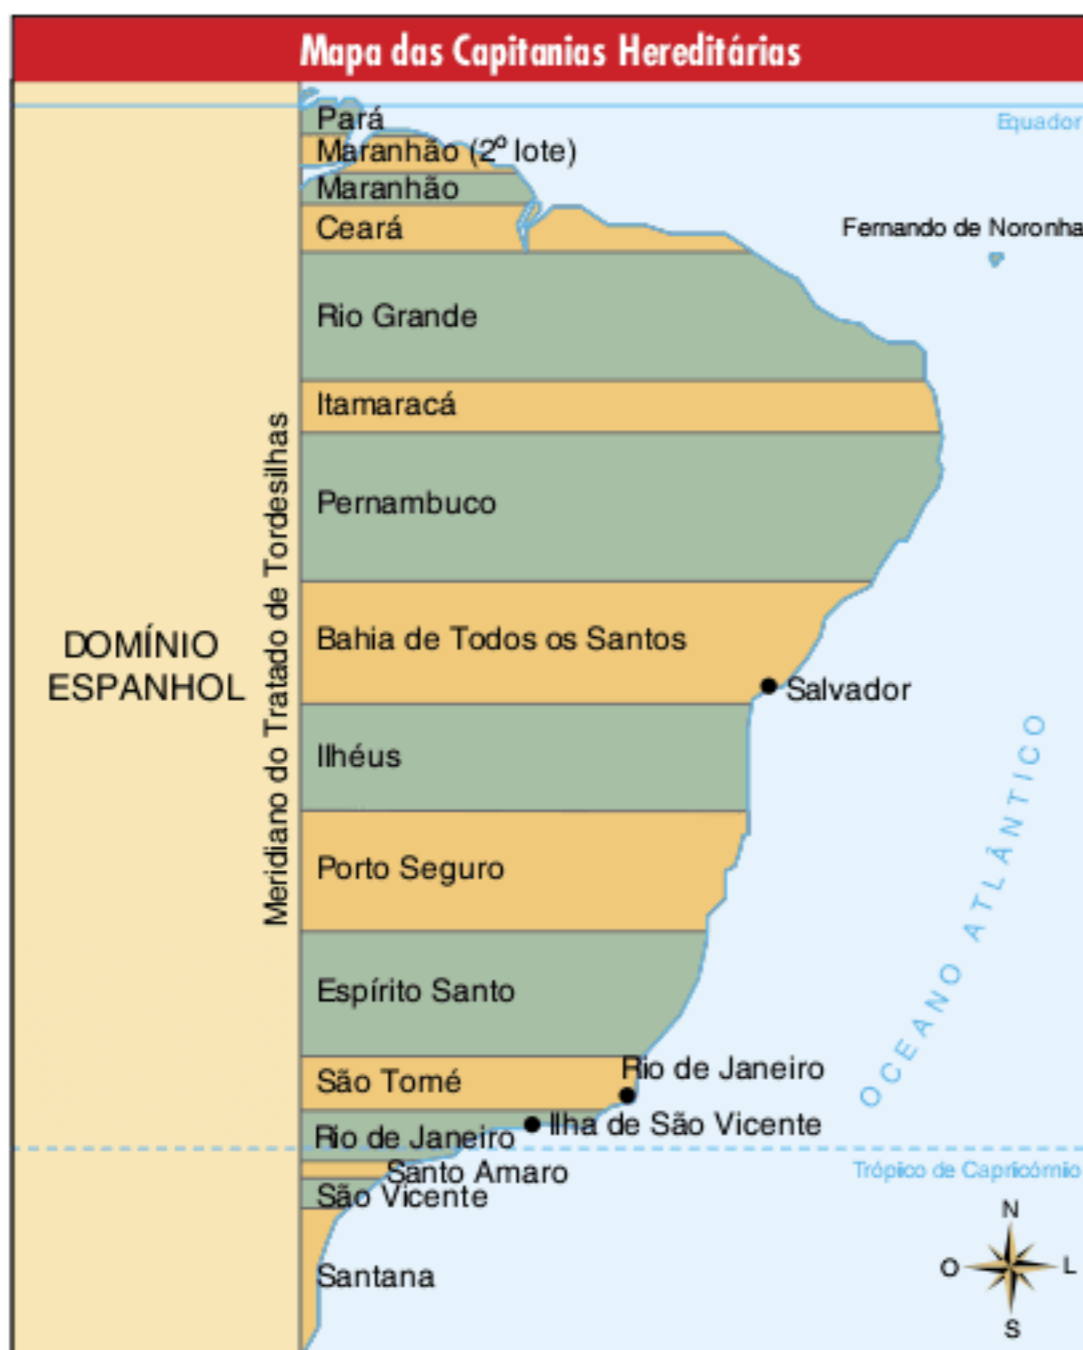 Mapa das Capitanias Hereditárias
Equador
Pará
Maranhão (2º lote)
Maranhão
Ceará
Fernando de Noronha
Rio Grande
Itamaracá
Pernambuco
Meridiano do Tratado de Tordesilhas
DOMÍNIO
ESPANHOL
Bahia de Todos os Santos
Salvador
Ilhéus
OCEANO ATLÂNTICO
Porto Seguro
Espírito Santo
Rio de Janeiro
São Tomé
Ilha de São Vicente
Rio de Janeiro
Santo Amaro
Trópico de Capricórnio
São Vicente
Santana
N
O
L
S